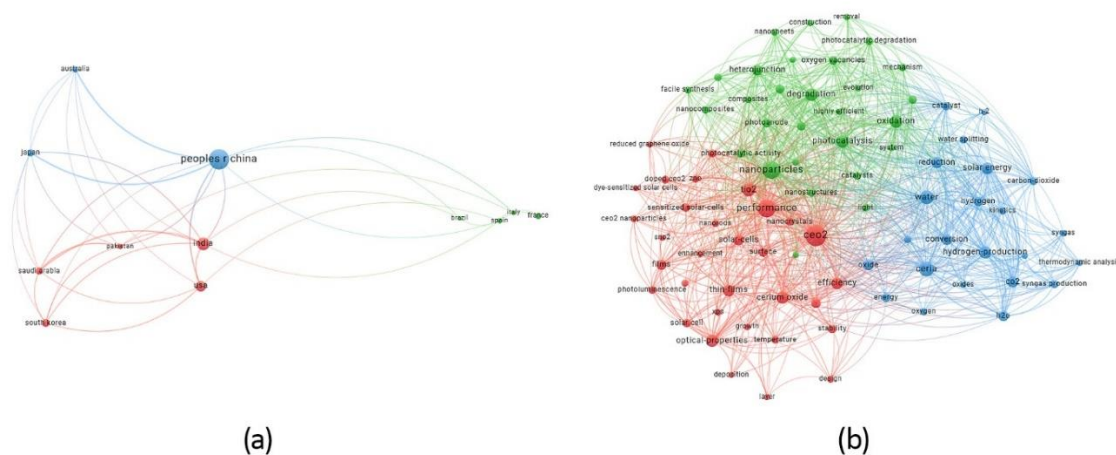 australia
japan
peoples r china
india
pakistan
saudi arabia
usa
south korea
brazil
italy
spain
france
(a)
removal
construction
nanosheets
photocatalytic degradation
oxygen vacancies
heterojunction
mechanism
facile synthesis
evolution
degradation
composites
nanocomposites
highly efficient
catalyst
h2
photoanode
oxidation
water splitting
reduced graphene oxide
photocatalysis
system
photocatalytic activity
reduction
solar energy
nanoparticles
catalysts
carbon-dioxide
doped ceo2
zno
dye-sensitized solar cells
tio2
nanostructures
water
hydrogen
sensitized solar-cells
performance
light
kinetics
ceo2 nanoparticles
nanorods
nanocrystals
syngas
sno2
solar-cells
ceo2
conversion
enhancement
surface
hydrogen-production
thermodynamic analysis
films
oxide
ceria
photoluminescence
thin-films
efficiency
co2
syngas production
oxides
cerium oxide
energy
xps
oxygen
h2o
solar cell
growth
stability
optical-properties
temperature
deposition
design
layer
(b)